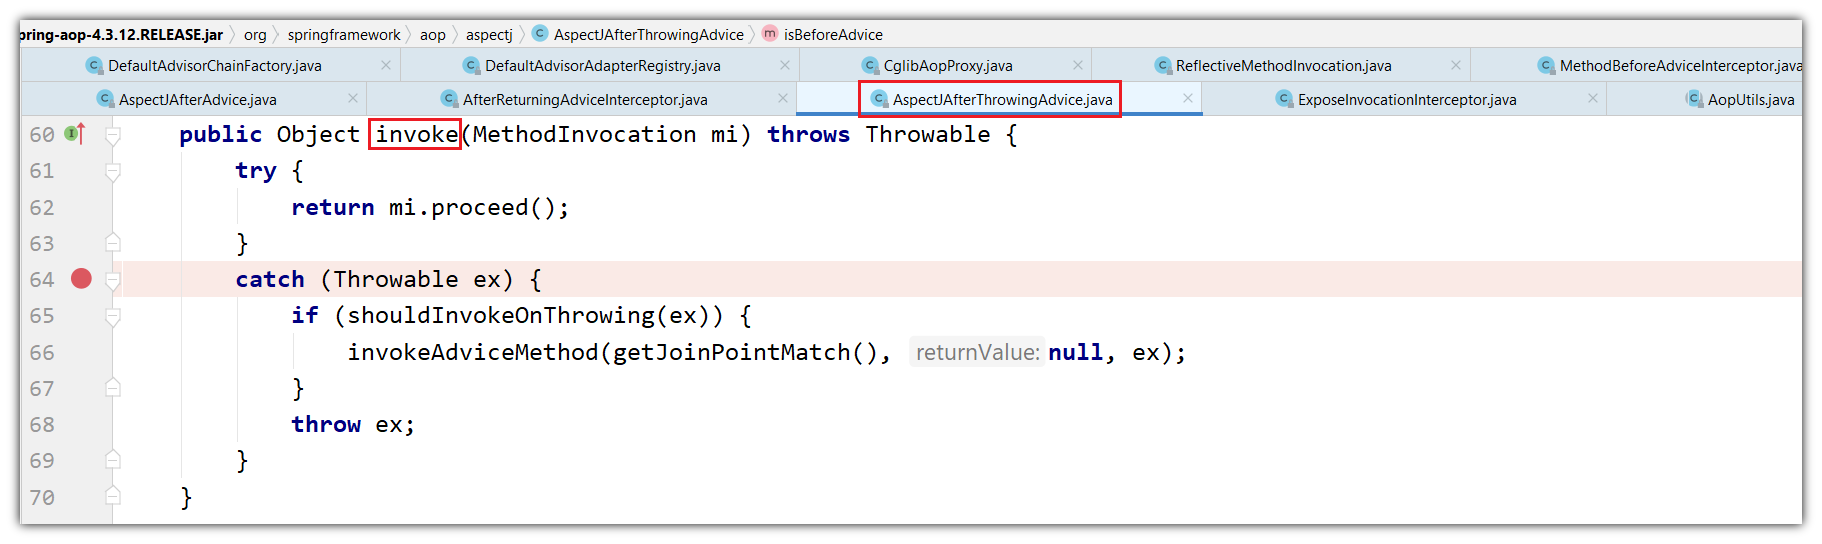 pring-aop-4.3.12.RELEASE.jar org springframework aop aspectj C AspectJAfterThrowingAdvice m isBeforeAdvice
C DefaultAdvisorChainFactory.java C DefaultAdvisorAdapterRegistry.java C CglibAopProxy.java C ReflectiveMethodInvocation.java C MethodBeforeAdviceInterceptor.java
C AspectJAfterAdvice.java C AfterReturningAdviceInterceptor.java C AspectJAfterThrowingAdvice.java C ExposeInvocationInterceptor.java C AopUtils.java
60 I public Object invoke(MethodInvocation mi) throws Throwable {
61 try {
62 return mi.proceed();
63 }
64 catch (Throwable ex) {
65 if (shouldInvokeOnThrowing(ex)) {
66 invokeAdviceMethod(getJoinPointMatch(), returnValue: null, ex);
67 }
68 throw ex;
69 }
70 }